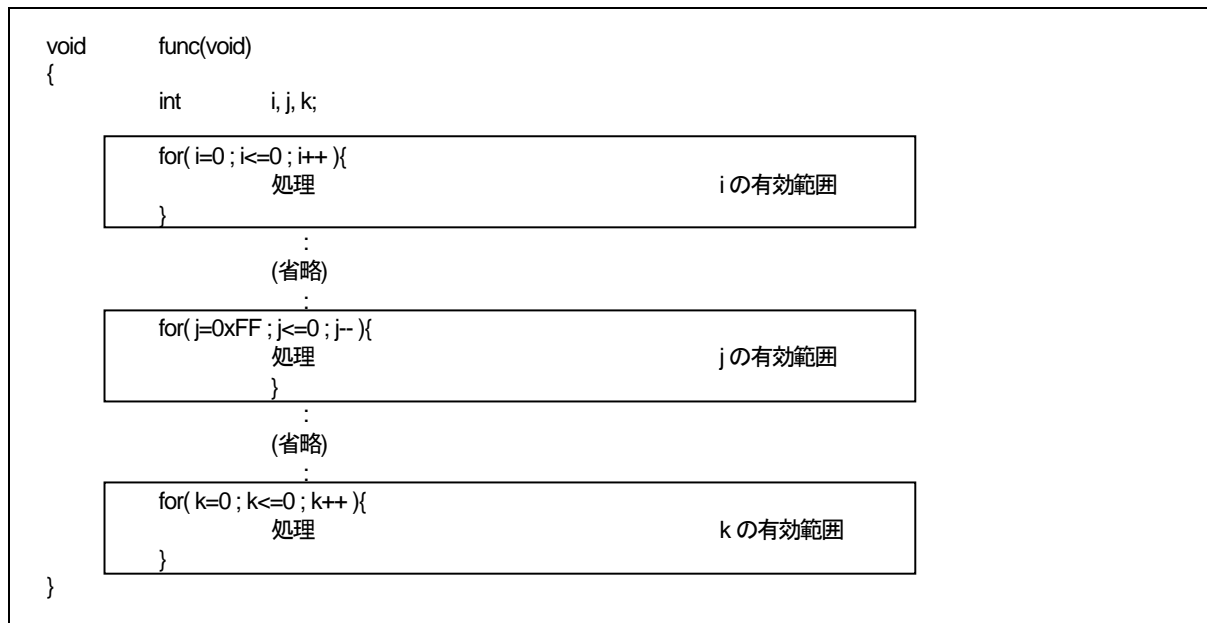 void func(void)
{
int i, j, k;
for( i=0 ; i<=0 ; i++ ){
処理 i の有効範囲
}
:
(省略)
:
for( j=0xFF ; j<=0 ; j-- ){
処理 j の有効範囲
}
:
(省略)
:
for( k=0 ; k<=0 ; k++ ){
処理 k の有効範囲
}
}